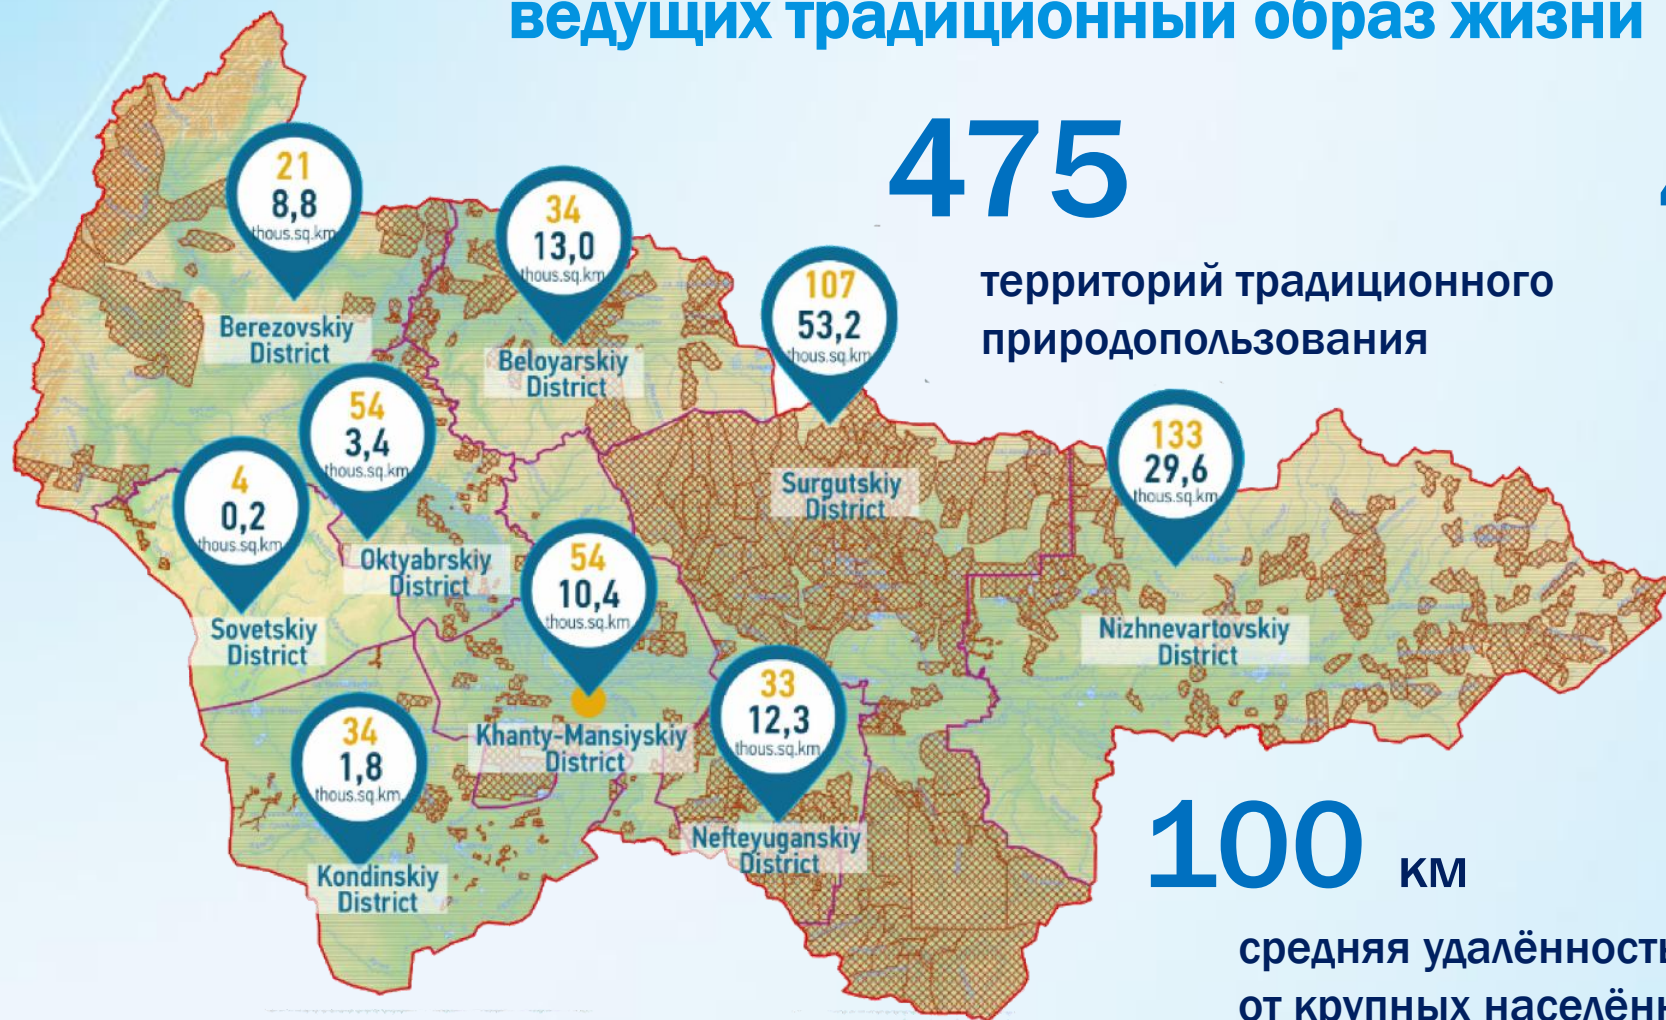 ведущих традиционный образ жизни
475
территорий традиционного
природопользования
21
8,8
thous.sq.km
Berezovskiy
District
34
13,0
thous.sq.km
Beloyarskiy
District
107
53,2
thous.sq.km
Surgutskiy
District
133
29,6
thous.sq.km
Nizhnevartovskiy
District
54
3,4
thous.sq.km
Oktyabrskiy
District
4
0,2
thous.sq.km
Sovetskiy
District
54
10,4
thous.sq.km
Khanty-Mansiyskiy
District
33
12,3
thous.sq.km
Nefteyuganskiy
District
34
1,8
thous.sq.km
Kondinskiy
District
100 км
средняя удалённость
от крупных населённ